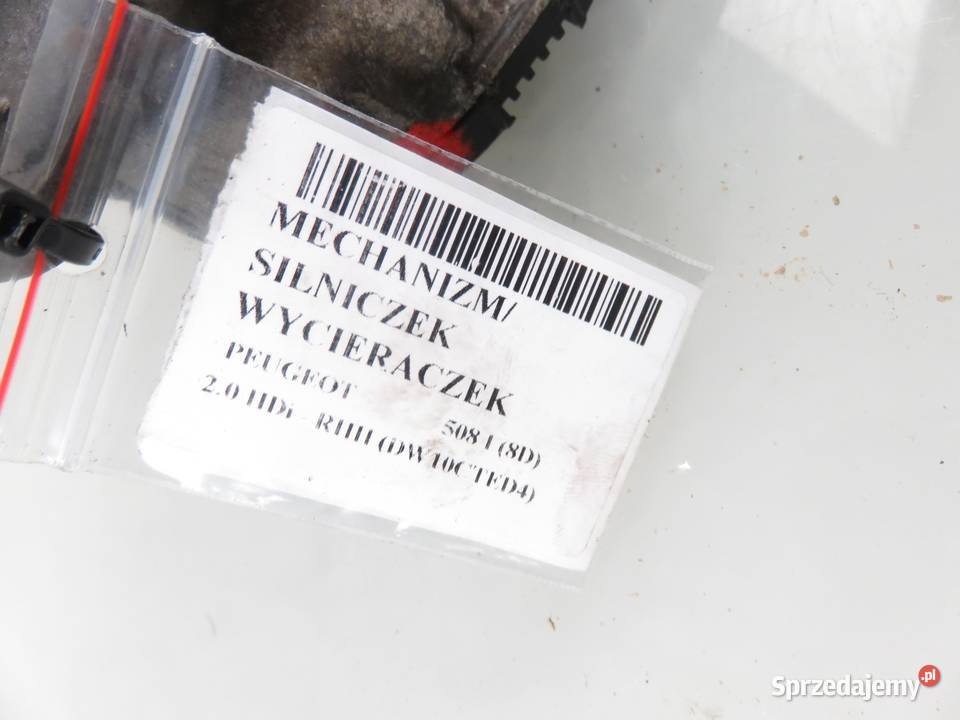 MECHANIZM/
SILNICZEK
WYCIERACZEK
PEUGEOT 508 I (8D)
2.0 HDi - RHH (DW10CTED4)
Sprzedajemy.pl